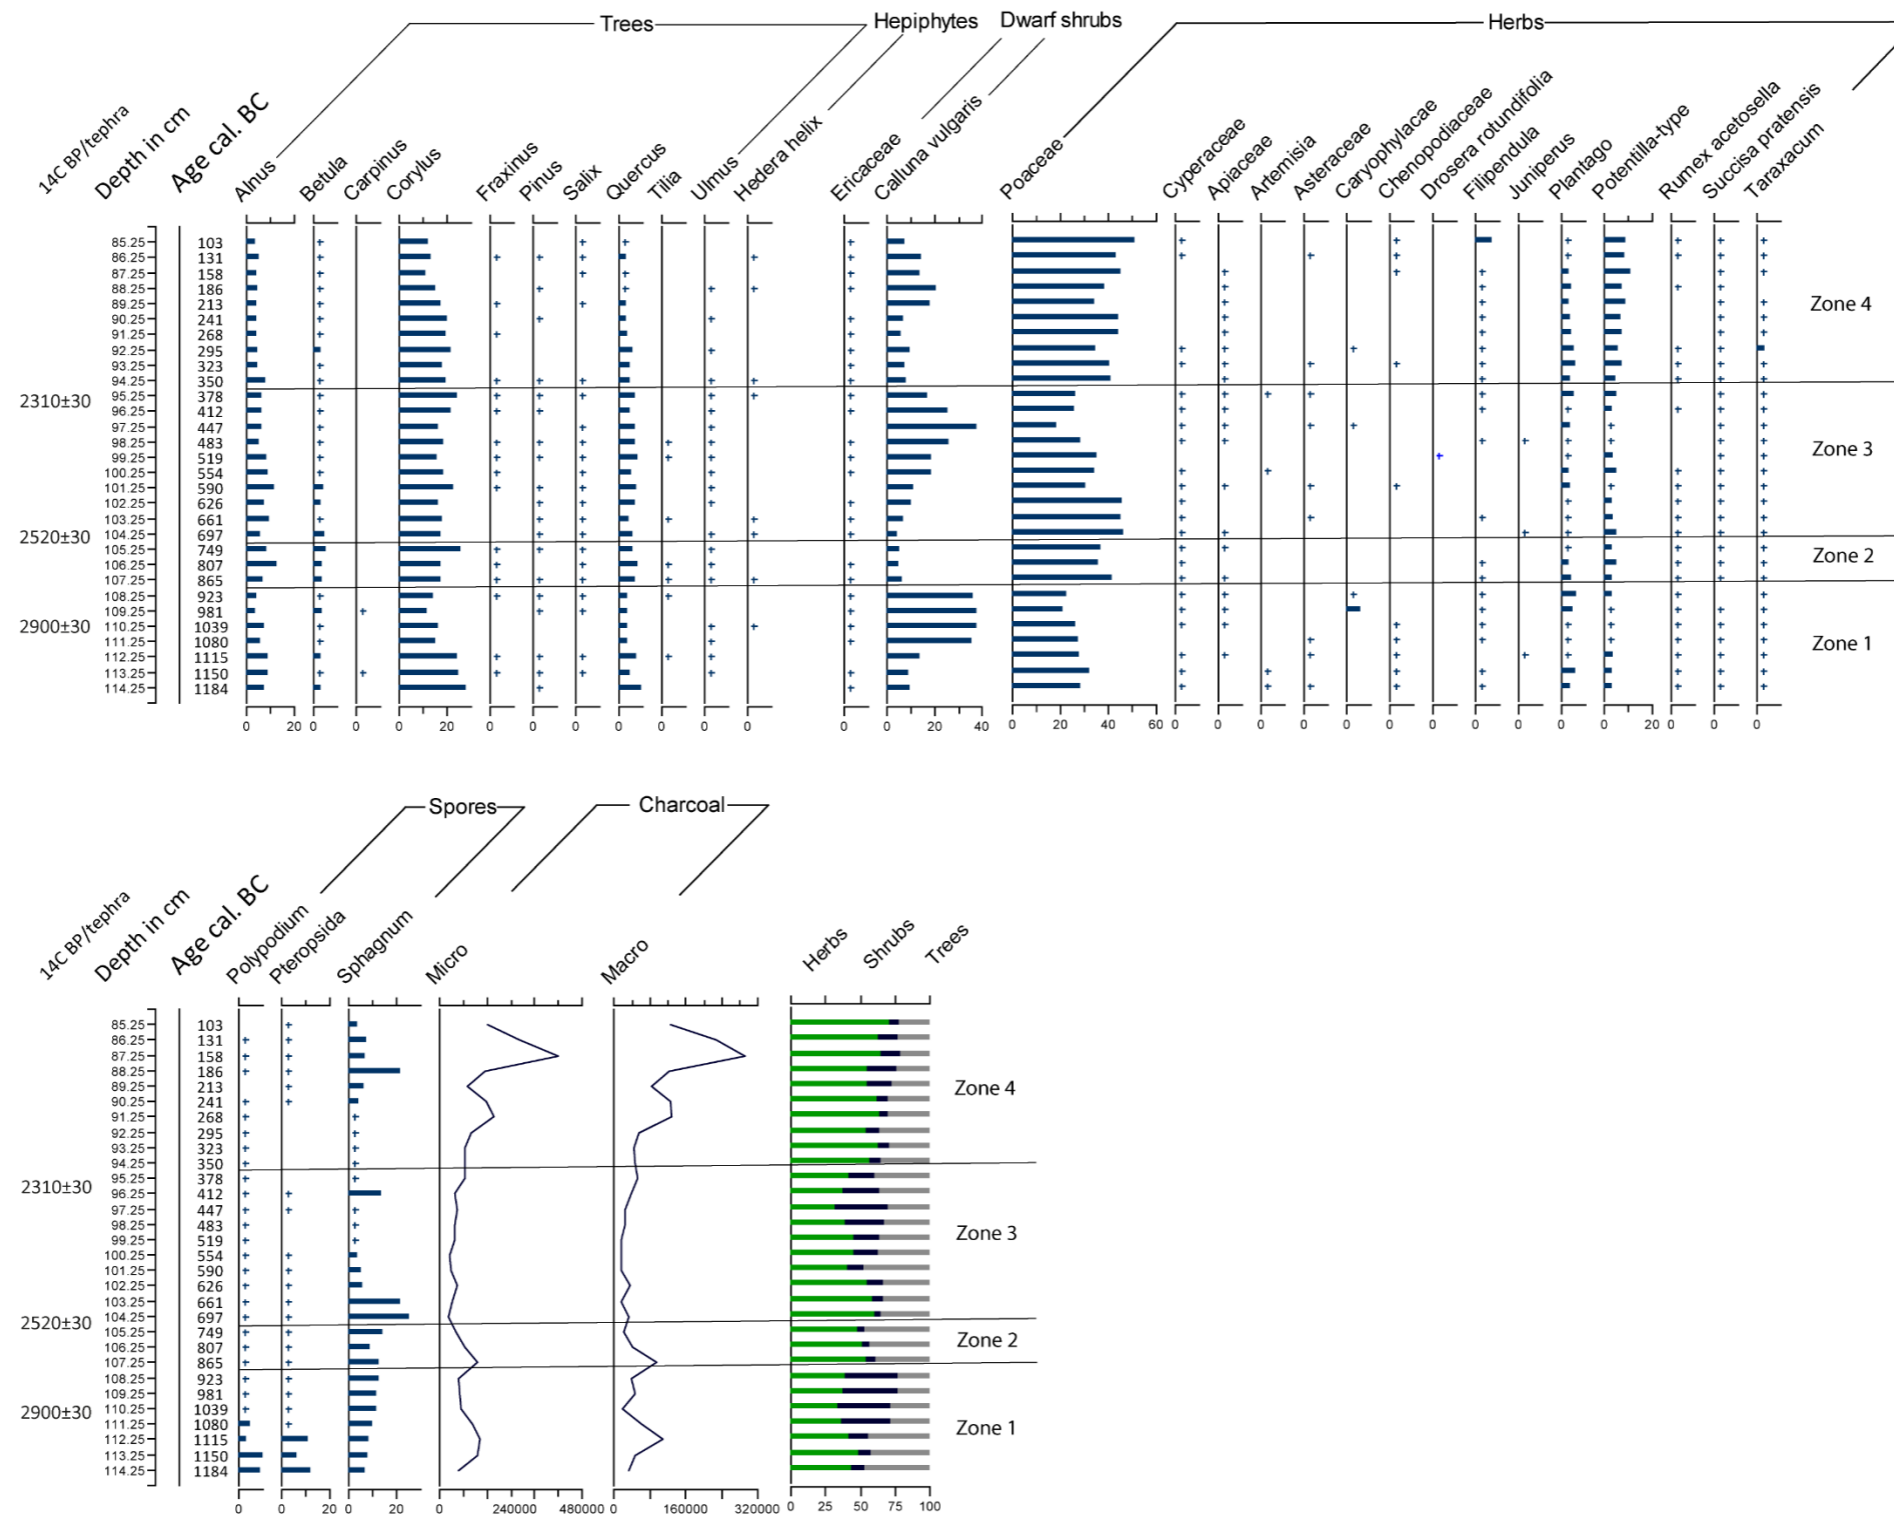 Trees Hepiphytes Dwarf shrubs Herbs
14C BP/tephra Depth in cm Age cal. BC Alnus Betula Carpinus Corylus Fraxinus Pinus Salix Quercus Tilia Ulmus Hedera helix Ericaceae Calluna vulgaris Poaceae Cyperaceae Apiaceae Artemisia Asteraceae Caryophylacae Chenopodiaceae Drosera rotundifolia Filipendula Juniperus Plantago Potentilla-type Rumex acetosella Succisa pratensis Taraxacum
85.25 103
86.25 131
87.25 158
88.25 186
89.25 213 Zone 4
90.25 241
91.25 268
92.25 295
93.25 323
94.25 350
2310±30 95.25 378
96.25 412
97.25 447
98.25 483 Zone 3
99.25 519
100.25 554
101.25 590
102.25 626
103.25 661
2520±30 104.25 697
105.25 749
106.25 807 Zone 2
107.25 865
108.25 923
109.25 981
2900±30 110.25 1039
111.25 1080 Zone 1
112.25 1115
113.25 1150
114.25 1184
0 20 0 0 0 20 0 0 0 0 0 0 0 0 0 20 40 0 20 40 60 0 0 0 0 0 0 0 0 0 0 0 20 0 0 0
Spores Charcoal
14C BP/tephra Depth in cm Age cal. BC Polypodium Pteropsida Sphagnum Micro Macro Herbs Shrubs Trees
85.25 103
86.25 131
87.25 158
88.25 186
89.25 213 Zone 4
90.25 241
91.25 268
92.25 295
93.25 323
94.25 350
2310±30 95.25 378
96.25 412
97.25 447
98.25 483 Zone 3
99.25 519
100.25 554
101.25 590
102.25 626
103.25 661
2520±30 104.25 697
105.25 749
106.25 807 Zone 2
107.25 865
108.25 923
109.25 981
2900±30 110.25 1039
111.25 1080 Zone 1
112.25 1115
113.25 1150
114.25 1184
0 0 20 0 20 0 240000 480000 0 160000 320000 0 25 50 75 100